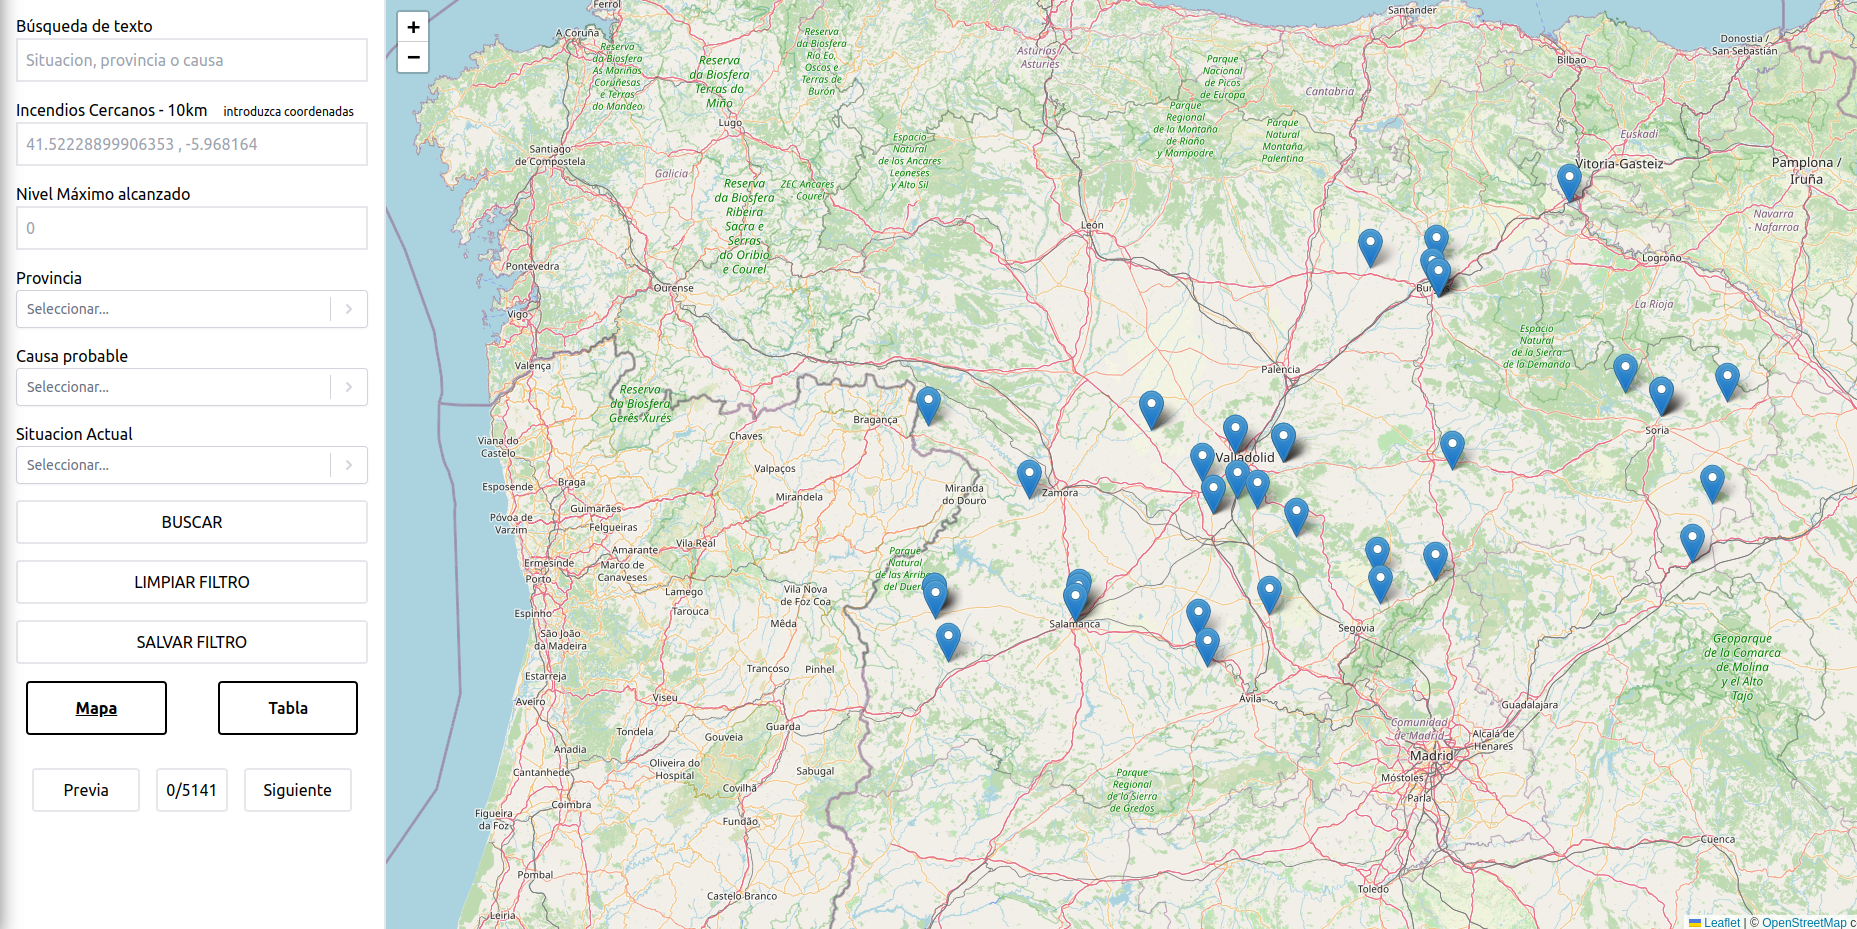 Búsqueda de texto
Situacion, provincia o causa
Incendios Cercanos - 10km introduzca coordenadas
41.52228899906353 , -5.968164
Nivel Máximo alcanzado
0
Provincia
Seleccionar...
Causa probable
Seleccionar...
Situacion Actual
Seleccionar...
BUSCAR
LIMPIAR FILTRO
SALVAR FILTRO
Mapa
Tabla
Previa
0/5141
Siguiente
+
−
Ferrol
A Coruña
Reserva
da Biosfera
As Mariñas
Coruñesas
e Terras
do Mandeo
Reserva
da Biosfera
Terras do
Miño
Reserva
da Biosfera
Río Eo,
Oscos e
Terras de
Burón
Lugo
Santiago
de Compostela
Galicia
Reserva
da Biosfera
Ribeira
Sacra e
Serras
do Oribio
e Courel
ZEC Ancares
Courel
Espacio
Natural
de los Ancares
Leoneses
y Alto Sil
Asturias /
Asturies
Parque
Nacional
de Picos
de Europa
Parque
Regional
de la Montaña
de Riaño
y Mampodre
Parque
Natural
Montaña
Palentina
Cantabria
Santander
Bilbao
Donostia /
San Sebastián
Euskadi
Vitoria-Gasteiz
Pamplona /
Iruña
Navarra
- Nafarroa
Logroño
La Rioja
León
Pontevedra
Ourense
Vigo
Valença
Bur
Espacio
Natural
de la Sierra
de la Demanda
Palencia
Soria
Reserva
da Biosfera
Gerês-Xurés
Bragança
Chaves
Viana do
Castelo
Valpaços
Mirandela
Miranda
do Douro
Zamora
Valladolid
Braga
Esposende
Guimarães
Póvoa de
Varzim
Felgueiras
Vila Real
Amarante
Marco de
Canaveses
Ermesinde
Porto
Lamego
Tarouca
Vila Nova
de Foz Coa
Parque
Natural
de las Arrib
del Duer
Espinho
São João
da Madeira
Mêda
Salamanca
Segovia
Estarreja
Trancoso
Pinhel
Aveiro
Viseu
Guarda
Ávila
Guadalajara
Geoparque
de la Comarca
de Molina
y el Alto
Tajo
Tondela
Gouveia
Anadia
Comunidad
de Madrid
Alcalá de
Henares
Madrid
Móstoles
Parla
Cantanhede
Oliveira do
Hospital
Sabugal
Covilhã
Parque
Regional
de la Sierra
de Gredos
Coimbra
Figueira
da Foz
Fundão
Cuenca
Pombal
Castelo Branco
Toledo
Leiria
Leaflet | © OpenStreetMap c